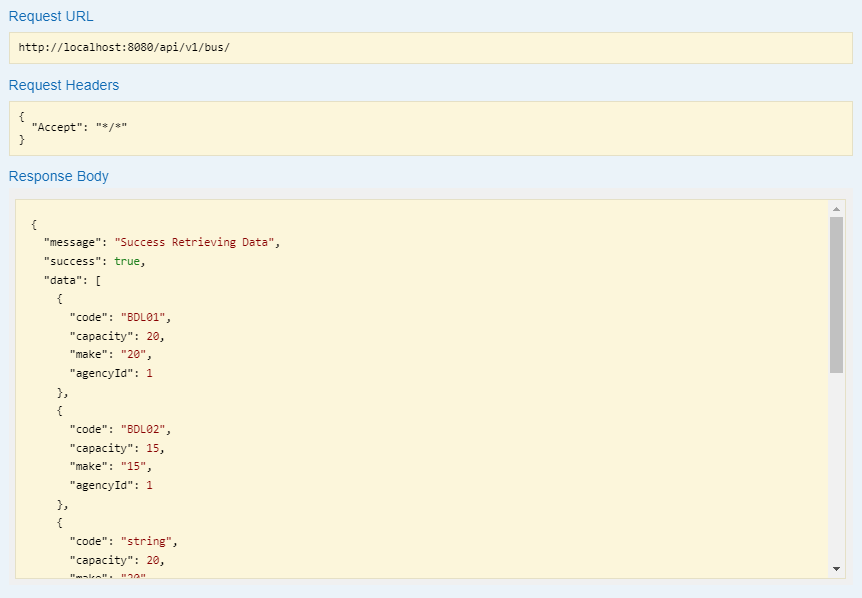 Request URL
http://localhost:8080/api/v1/bus/
Request Headers
{
  "Accept": "*/*"
}
Response Body
{
  "message": "Success Retrieving Data",
  "success": true,
  "data": [
    {
      "code": "BDL01",
      "capacity": 20,
      "make": "20",
      "agencyId": 1
    },
    {
      "code": "BDL02",
      "capacity": 15,
      "make": "15",
      "agencyId": 1
    },
    {
      "code": "string",
      "capacity": 20,
      "make": "20"